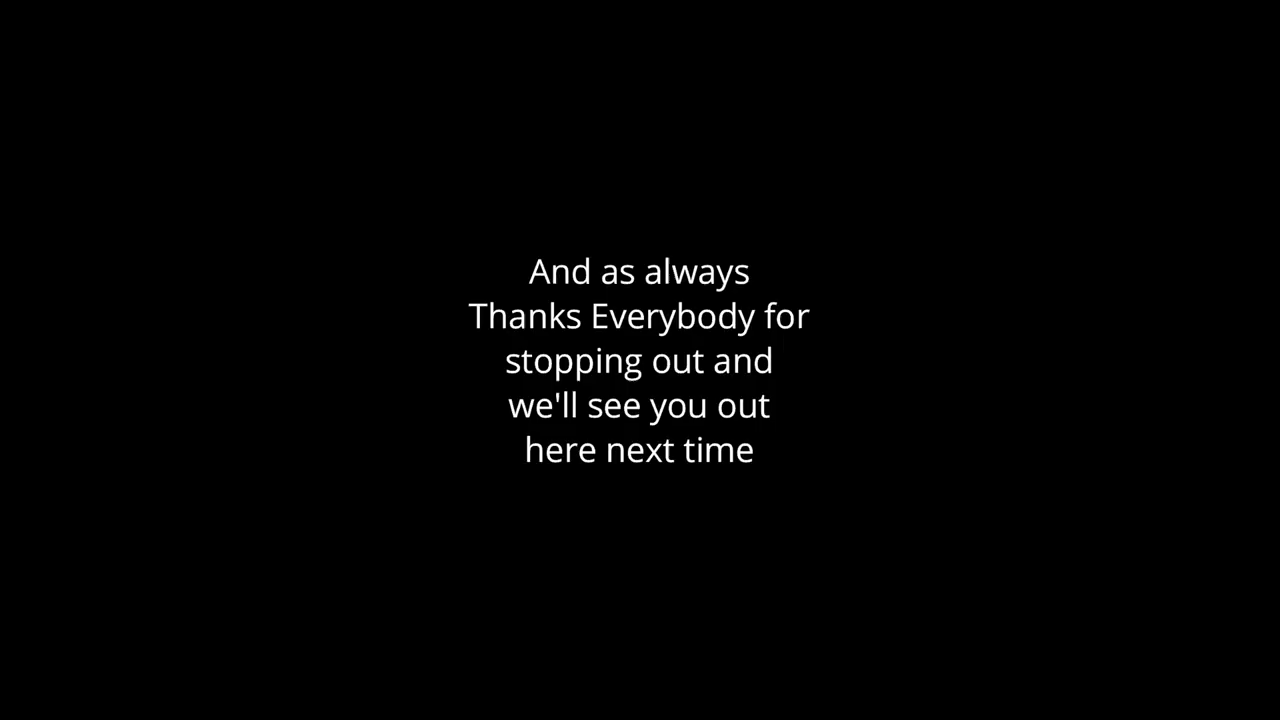 And as always
Thanks Everybody for
stopping out and
we'll see you out
here next time